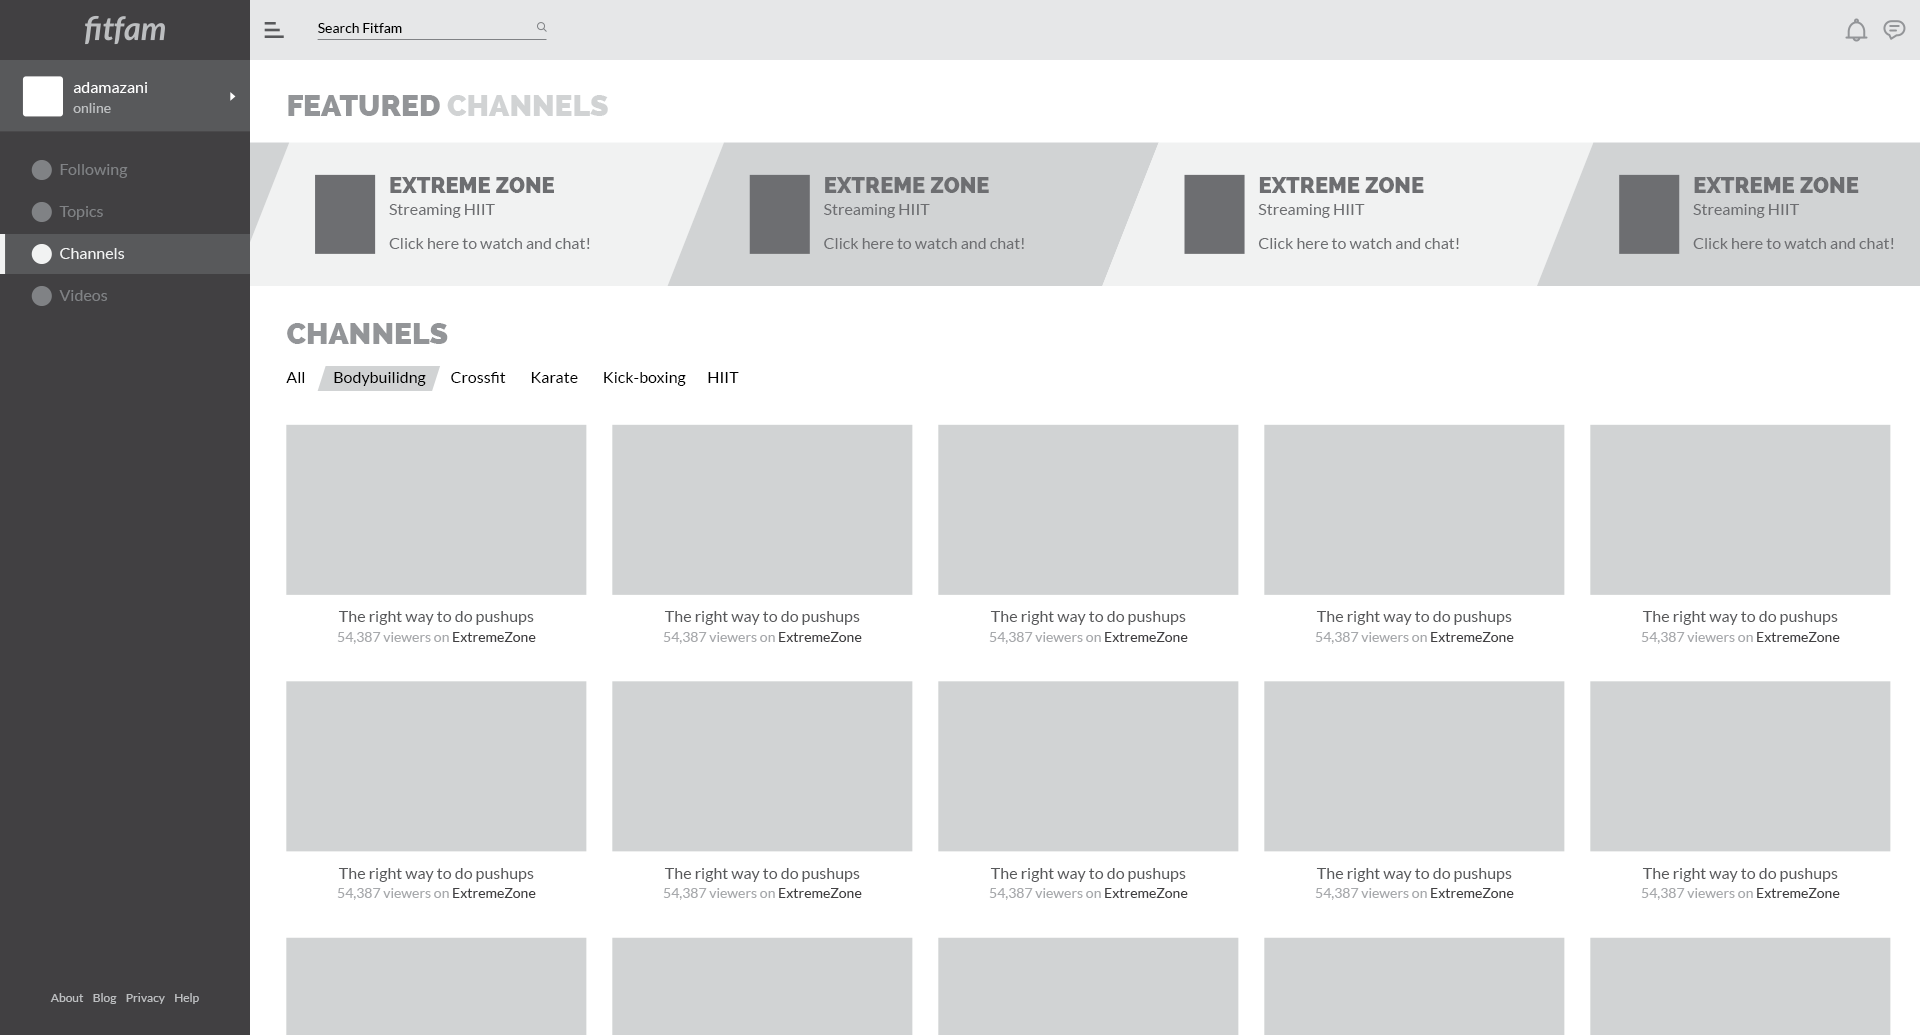 fitfam
Search Fitfam
adamazani
online
Following
Topics
Channels
Videos
FEATURED CHANNELS
EXTREME ZONE
Streaming HIIT
Click here to watch and chat!
EXTREME ZONE
Streaming HIIT
Click here to watch and chat!
EXTREME ZONE
Streaming HIIT
Click here to watch and chat!
EXTREME ZONE
Streaming HIIT
Click here to watch and chat!
CHANNELS
All Bodybuilidng Crossfit Karate Kick-boxing HIIT
The right way to do pushups
54,387 viewers on ExtremeZone
The right way to do pushups
54,387 viewers on ExtremeZone
The right way to do pushups
54,387 viewers on ExtremeZone
The right way to do pushups
54,387 viewers on ExtremeZone
The right way to do pushups
54,387 viewers on ExtremeZone
The right way to do pushups
54,387 viewers on ExtremeZone
The right way to do pushups
54,387 viewers on ExtremeZone
The right way to do pushups
54,387 viewers on ExtremeZone
The right way to do pushups
54,387 viewers on ExtremeZone
The right way to do pushups
54,387 viewers on ExtremeZone
About Blog Privacy Help